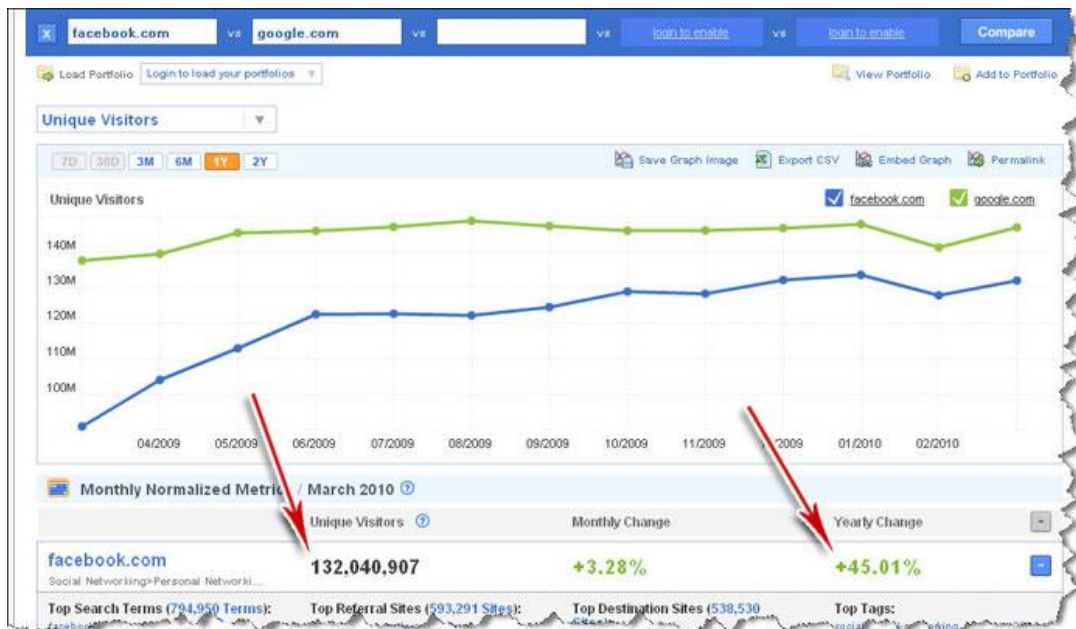 x facebook.com vs google.com vs vs login to enable vs login to enable Compare
Load Portfolio Login to load your portfolios View Portfolio Add to Portfolio
Unique Visitors
7D 30D 3M 6M 1Y 2Y Save Graph Image Export CSV Embed Graph Permalink
Unique Visitors facebook.com google.com
140M
130M
120M
110M
100M
04/2009 05/2009 06/2009 07/2009 08/2009 09/2009 10/2009 11/2009 /2009 01/2010 02/2010
Monthly Normalized Metric / March 2010 ?
Unique Visitors ? Monthly Change Yearly Change -
facebook.com 132,040,907 +3.28% +45.01% -
Social Networking>Personal Networki...
Top Search Terms (794,950 Terms): Top Referral Sites (593,291 Sites): Top Destination Sites (538,530 Top Tags: